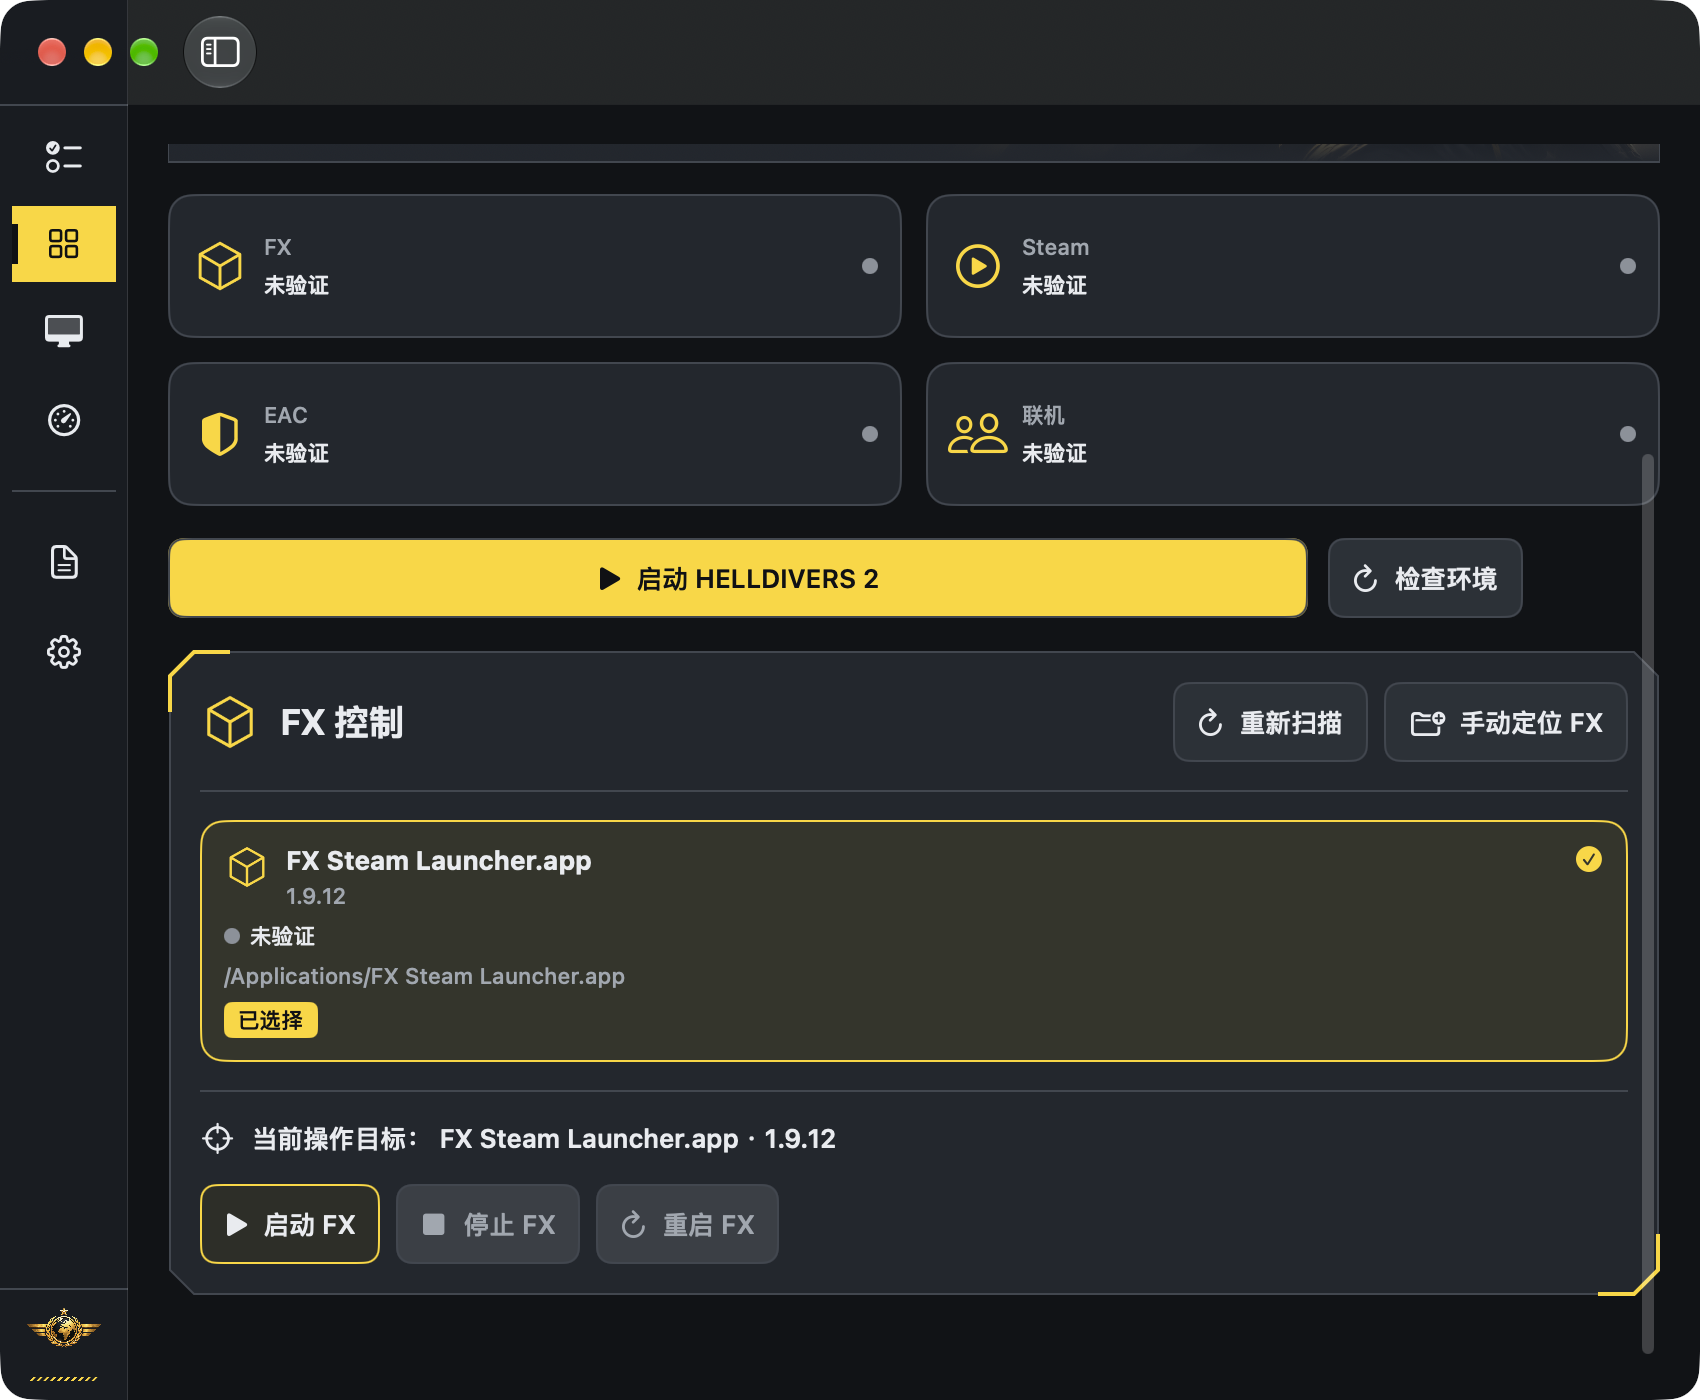 FX
未验证
Steam
未验证
EAC
未验证
联机
未验证
启动 HELLDIVERS 2
检查环境
FX 控制
重新扫描
手动定位 FX
FX Steam Launcher.app
1.9.12
未验证
/Applications/FX Steam Launcher.app
已选择
当前操作目标： FX Steam Launcher.app · 1.9.12
启动 FX
停止 FX
重启 FX